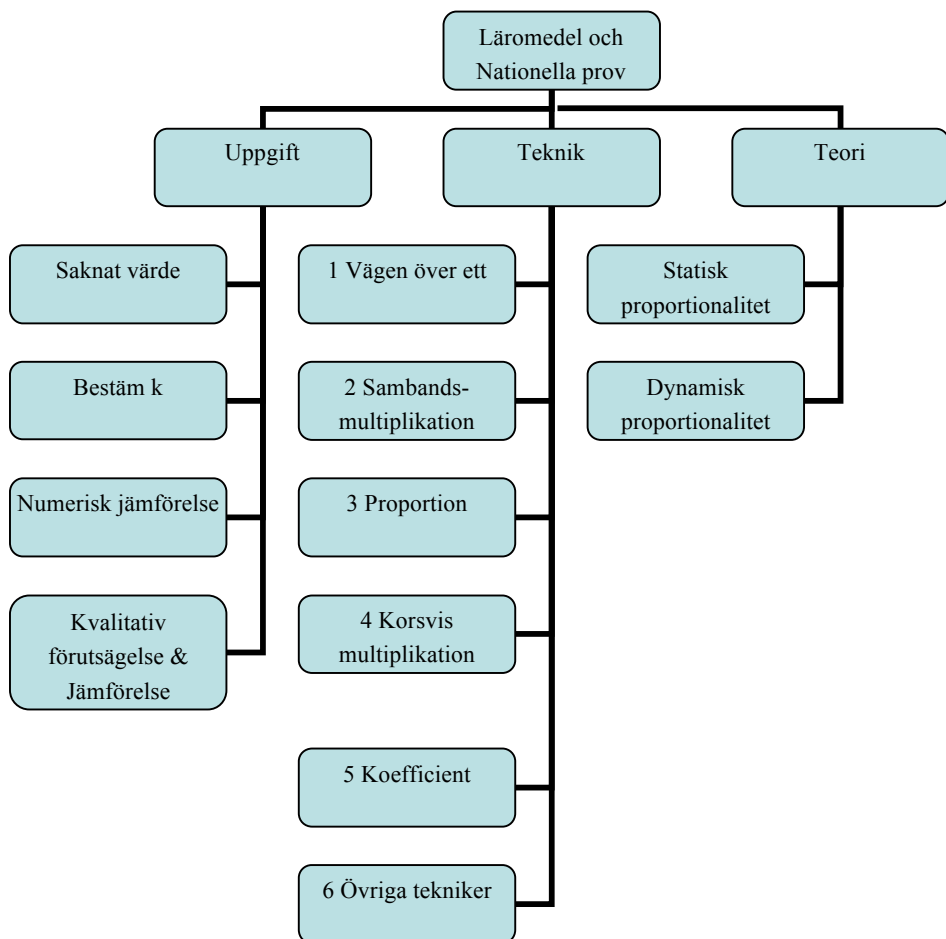 Läromedel och
Nationella prov
Uppgift
Teknik
Teori
Saknat värde
Bestäm k
Numerisk jämförelse
Kvalitativ
förutsägelse &
Jämförelse
1 Vägen över ett
2 Sambands-
multiplikation
3 Proportion
4 Korsvis
multiplikation
5 Koefficient
6 Övriga tekniker
Statisk
proportionalitet
Dynamisk
proportionalitet